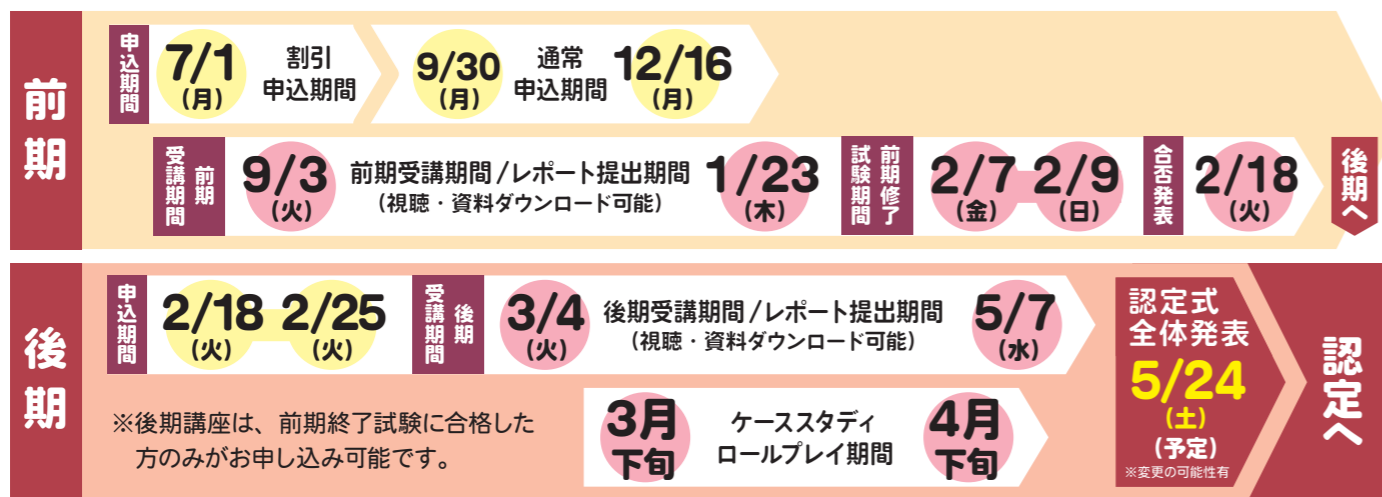 前期
申込期間
7/1
(月)
割引
申込期間
9/30
(月)
通常
申込期間
12/16
(月)
前期
受講期間
9/3
(火)
前期受講期間/レポート提出期間
(視聴・資料ダウンロード可能)
1/23
(木)
前期修了
試験期間
2/7
(金)
2/9
(日)
合否発表
2/18
(火)
後期へ
後期
申込期間
2/18
(火)
2/25
(火)
後期
受講期間
3/4
(火)
後期受講期間/レポート提出期間
(視聴・資料ダウンロード可能)
5/7
(水)
※後期講座は、前期終了試験に合格した
方のみがお申し込み可能です。
3月
下旬
ケーススタディ
ロールプレイ期間
4月
下旬
認定式
全体発表
5/24
(土)
(予定)
※変更の可能性有
認定へ